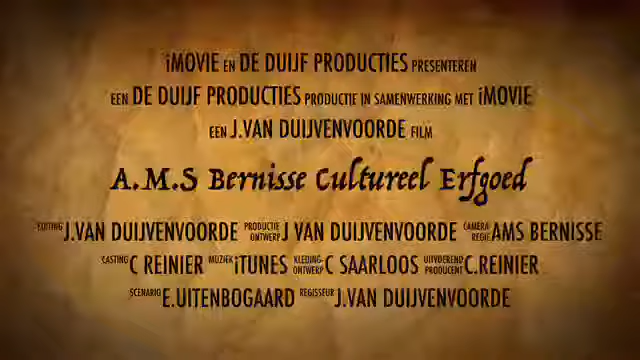 iMOVIE EN DE DUIJF PRODUCTIES PRESENTEREN
EEN DE DUIJF PRODUCTIES PRODUCTIE IN SAMENWERKING MET iMOVIE
EEN J.VAN DUIJVENVOORDE FILM
A.M.S Bernisse Cultureel Erfgoed
EDITING J.VAN DUIJVENVOORDE PRODUCTIE ONTWERP J VAN DUIJVENVOORDE CAMERA REGIE AMS BERNISSE
CASTING C REINIER MUZIEK iTUNES KLEDING- ONTWERP C SAARLOOS UITVOEREND PRODUCENT C.REINIER
SCENARIO E.UITENBOGAARD REGISSEUR J.VAN DUIJVENVOORDE